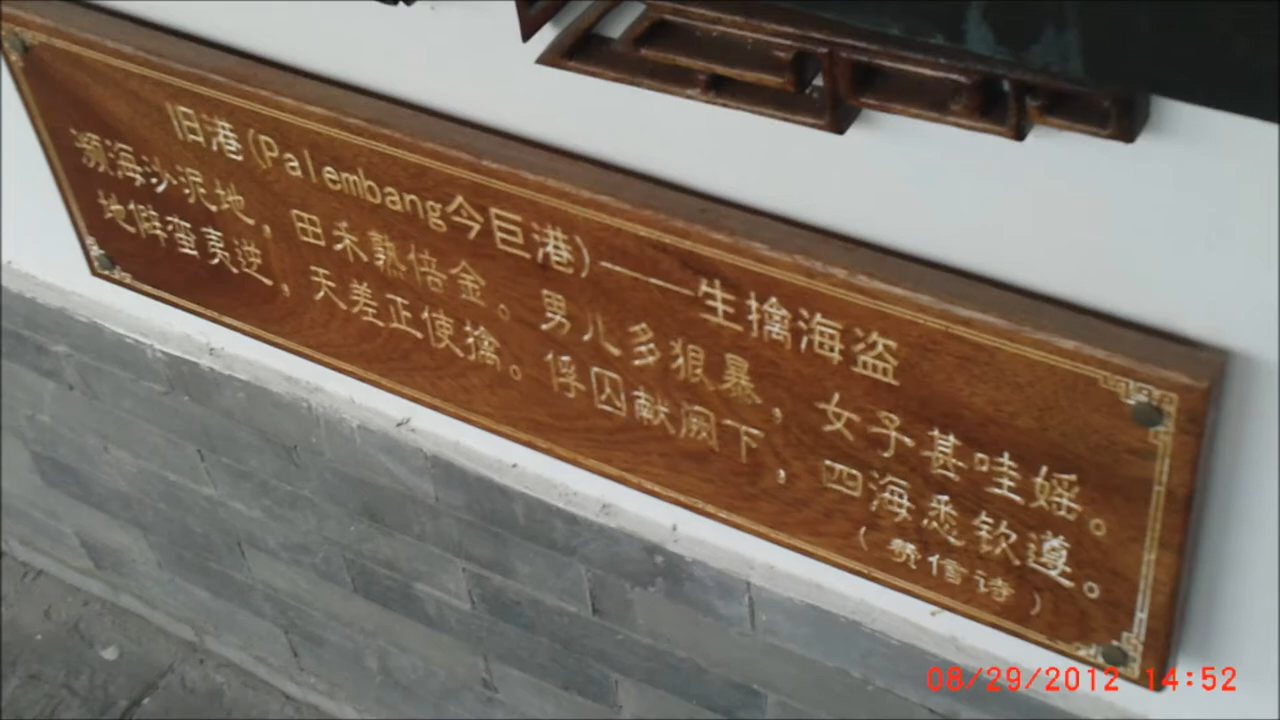 旧港(Palembang今巨港)——生擒海盗
濒海沙泥地，田禾熟倍金。男儿多狠暴，女子甚哇媱。
地僻蛮夷逆，天差正使擒。俘囚献阙下，四海悉钦遵。
(费信诗)
08/29/2012 14:52